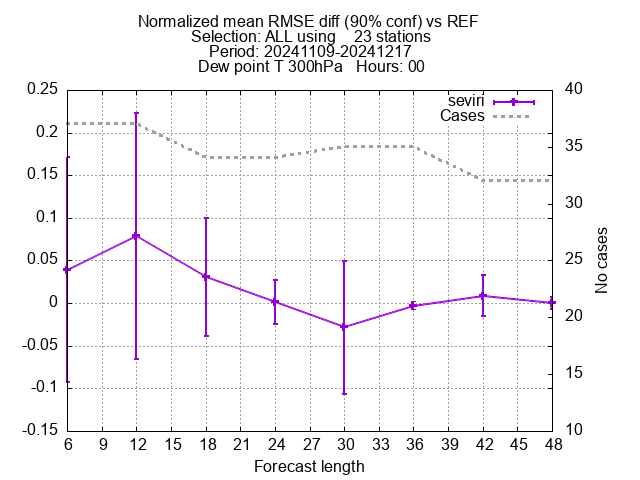 Normalized mean RMSE diff (90% conf) vs REF
Selection: ALL using    23 stations
Period: 20241109-20241217
Dew point T 300hPa   Hours: 00
seviri
Cases
0.25
0.2
0.15
0.1
0.05
0
-0.05
-0.1
-0.15
40
35
30
25
20
15
10
No cases
6 9 12 15 18 21 24 27 30 33 36 39 42 45 48
Forecast length